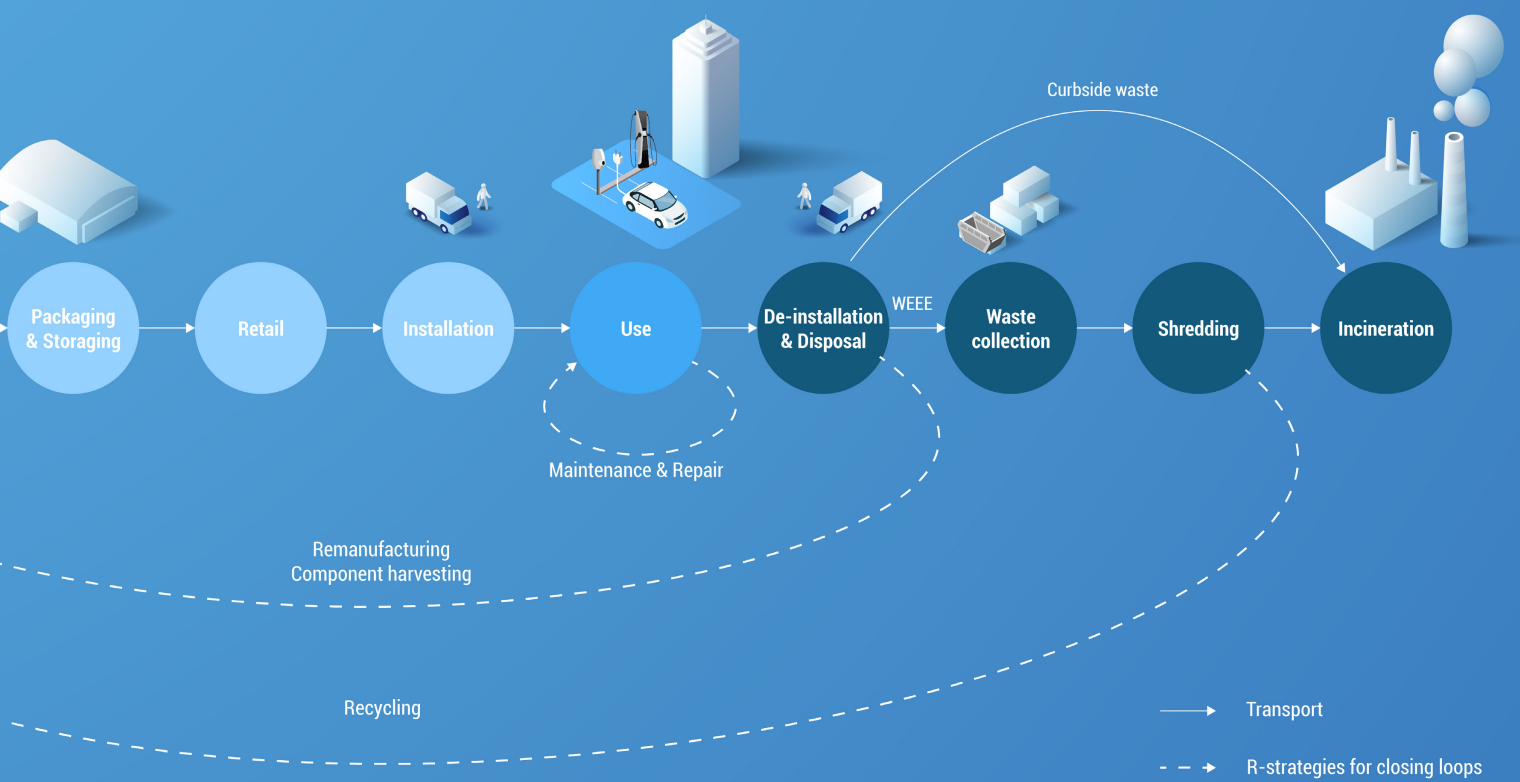 Curbside waste
Packaging
& Storaging
Retail
Installation
Use
De-installation
& Disposal
WEEE
Waste
collection
Shredding
Incineration
Maintenance & Repair
Remanufacturing
Component harvesting
Recycling
Transport
R-strategies for closing loops